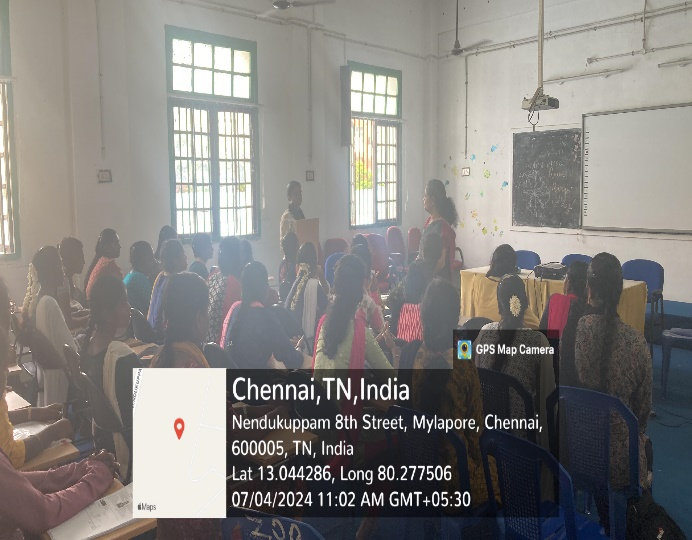 GPS Map Camera
Chennai,TN,India
Nendukuppam 8th Street, Mylapore, Chennai,
600005, TN, India
Lat 13.044286, Long 80.277506
07/04/2024 11:02 AM GMT+05:30
Maps
ZOO